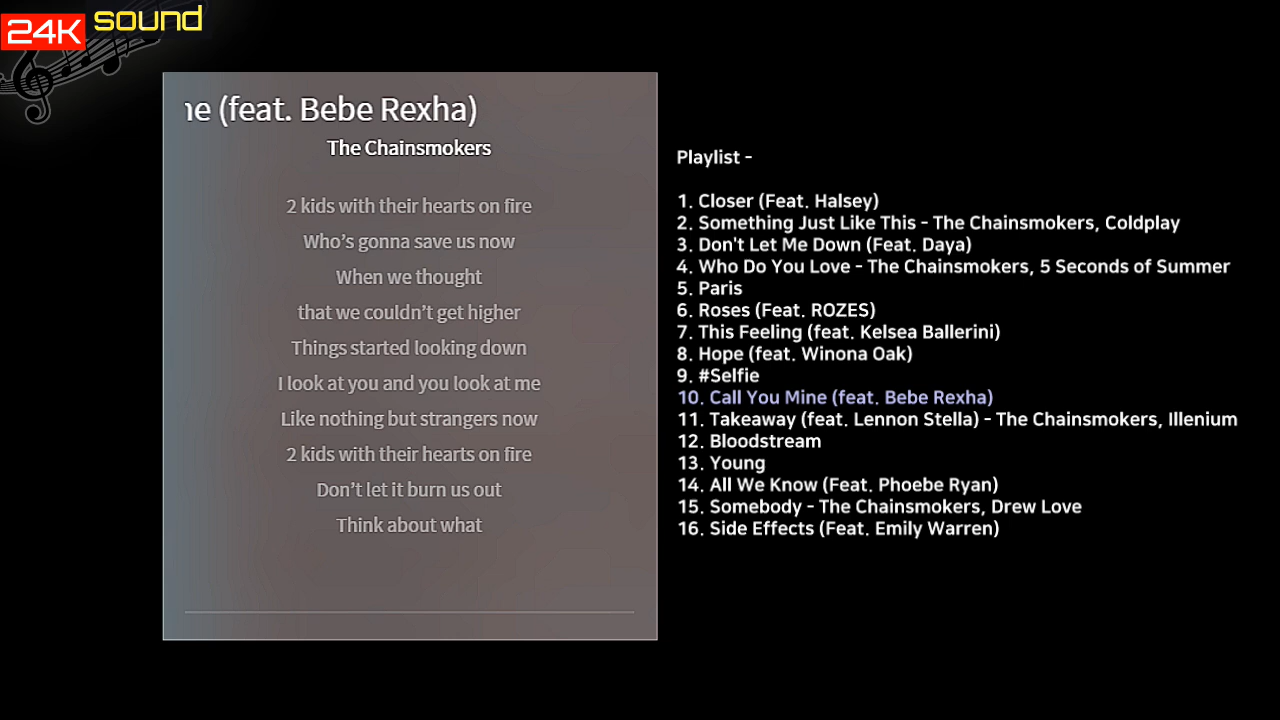 24K sound
ne (feat. Bebe Rexha)
The Chainsmokers
2 kids with their hearts on fire
Who's gonna save us now
When we thought
that we couldn't get higher
Things started looking down
I look at you and you look at me
Like nothing but strangers now
2 kids with their hearts on fire
Don't let it burn us out
Think about what
Playlist -
1. Closer (Feat. Halsey)
2. Something Just Like This - The Chainsmokers, Coldplay
3. Don't Let Me Down (Feat. Daya)
4. Who Do You Love - The Chainsmokers, 5 Seconds of Summer
5. Paris
6. Roses (Feat. ROZES)
7. This Feeling (feat. Kelsea Ballerini)
8. Hope (feat. Winona Oak)
9. #Selfie
10. Call You Mine (feat. Bebe Rexha)
11. Takeaway (feat. Lennon Stella) - The Chainsmokers, Illenium
12. Bloodstream
13. Young
14. All We Know (Feat. Phoebe Ryan)
15. Somebody - The Chainsmokers, Drew Love
16. Side Effects (Feat. Emily Warren)